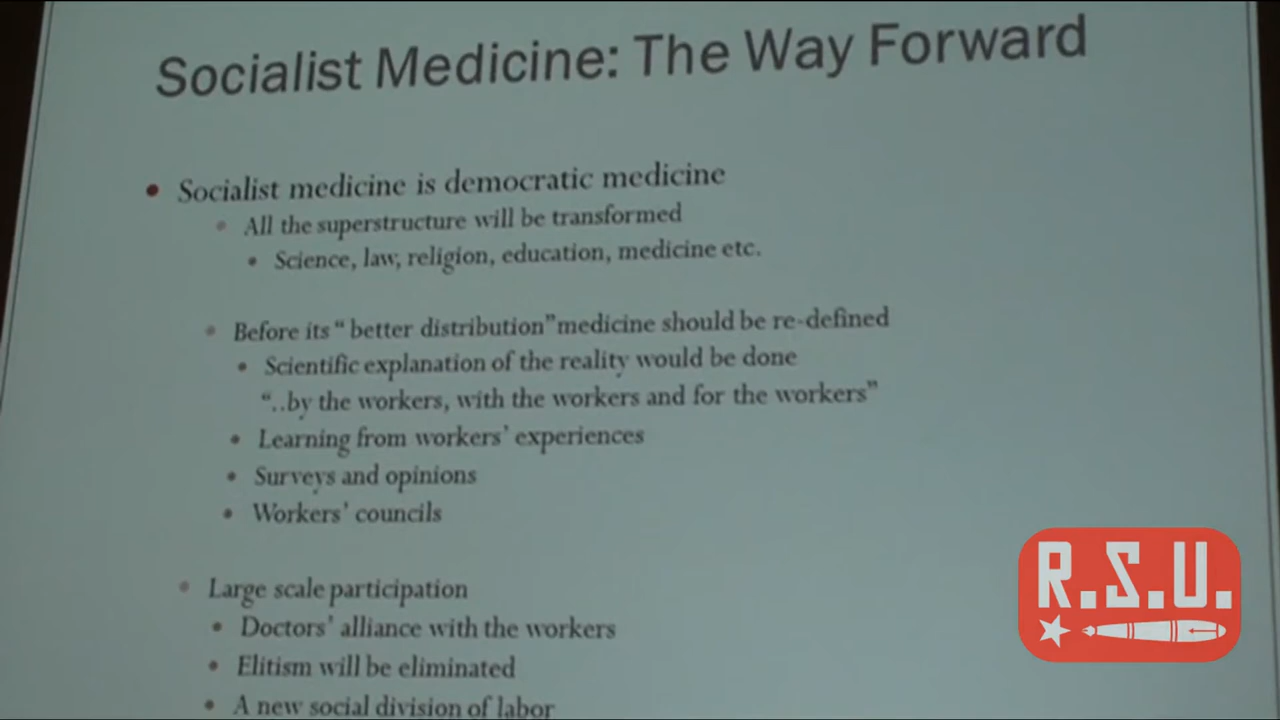 Socialist Medicine: The Way Forward
Socialist medicine is democratic medicine
All the superstructure will be transformed
Science, law, religion, education, medicine etc.
Before its “ better distribution”medicine should be re-defined
Scientific explanation of the reality would be done
“..by the workers, with the workers and for the workers”
Learning from workers’ experiences
Surveys and opinions
Workers’ councils
Large scale participation
Doctors’ alliance with the workers
Elitism will be eliminated
A new social division of labor
R.S.U.